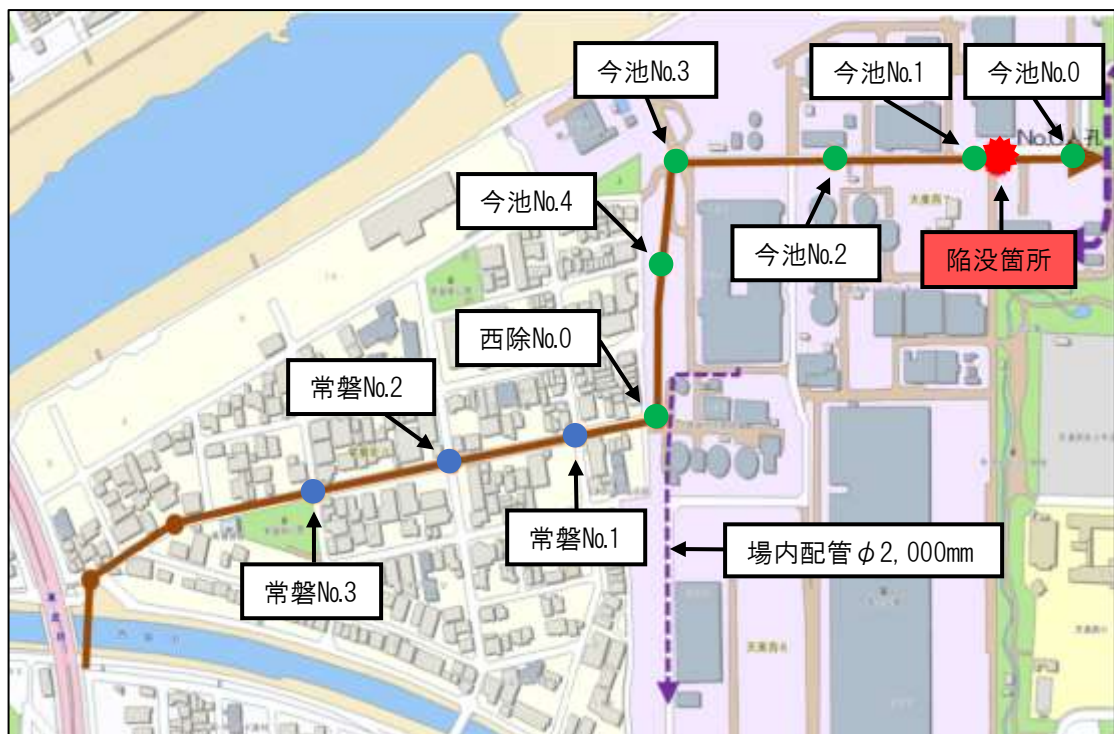 今池№3
今池№1
今池№0
No.0人孔
今池№4
今池№2
陥没箇所
西除№0
常磐№2
常磐№1
場内配管φ2,000mm
常磐№3